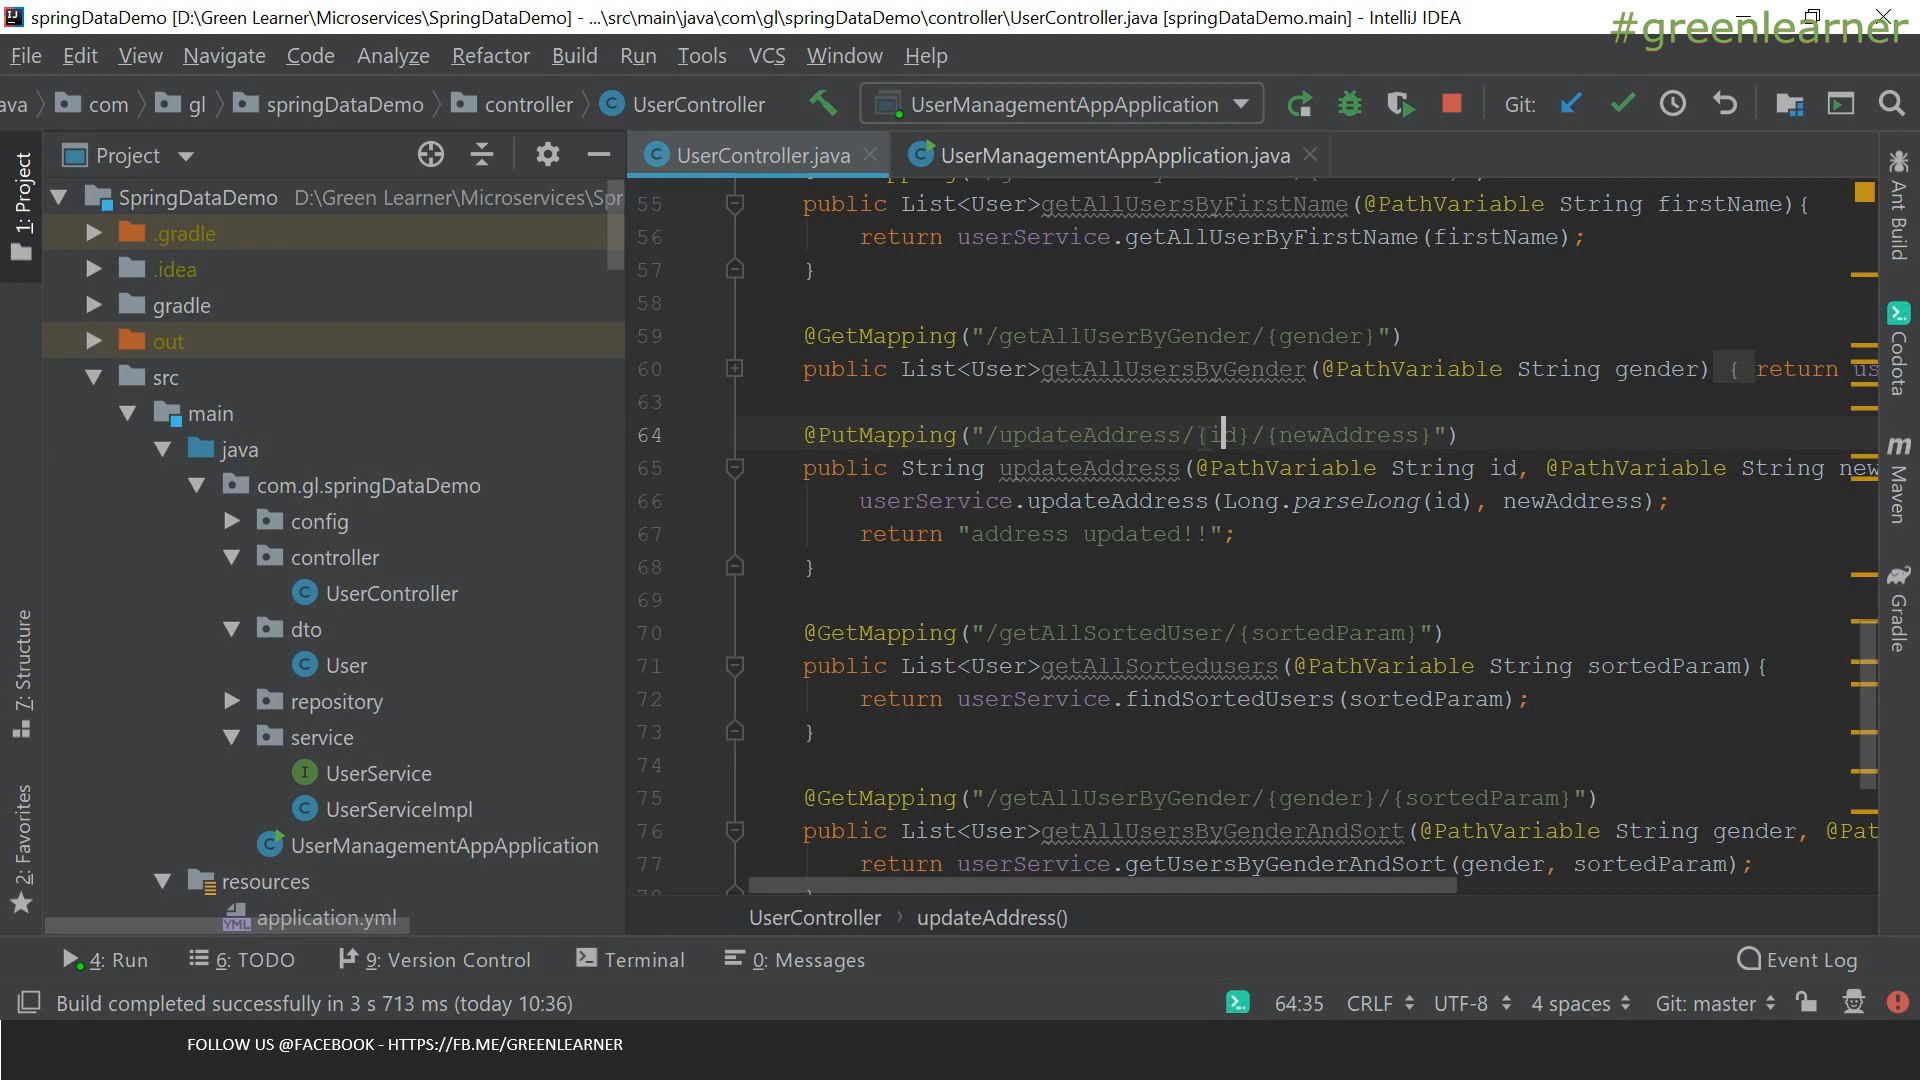 springDataDemo [D:\Green Learner\Microservices\SpringDataDemo] - ...\src\main\java\com\gl\springDataDemo\controller\UserController.java [springDataDemo.main] - IntelliJ IDEA
#greenlearner
File Edit View Navigate Code Analyze Refactor Build Run Tools VCS Window Help
ava com gl springDataDemo controller UserController UserManagementAppApplication Git:
Project
UserController.java UserManagementAppApplication.java
1: Project
7: Structure
2: Favorites
SpringDataDemo D:\Green Learner\Microservices\Spr
.gradle
.idea
gradle
out
src
main
java
com.gl.springDataDemo
config
controller
UserController
dto
User
repository
service
UserService
UserServiceImpl
UserManagementAppApplication
resources
application.yml
55 public List<User>getAllUsersByFirstName(@PathVariable String firstName){
56 return userService.getAllUserByFirstName(firstName);
57 }
58
59 @GetMapping("/getAllUserByGender/{gender}")
60 public List<User>getAllUsersByGender(@PathVariable String gender) { return us
63
64 @PutMapping("/updateAddress/{id}/{newAddress}")
65 public String updateAddress(@PathVariable String id, @PathVariable String new
66 userService.updateAddress(Long.parseLong(id), newAddress);
67 return "address updated!!";
68 }
69
70 @GetMapping("/getAllSortedUser/{sortedParam}")
71 public List<User>getAllSortedusers(@PathVariable String sortedParam){
72 return userService.findSortedUsers(sortedParam);
73 }
74
75 @GetMapping("/getAllUserByGender/{gender}/{sortedParam}")
76 public List<User>getAllUsersByGenderAndSort(@PathVariable String gender, @Pat
77 return userService.getUsersByGenderAndSort(gender, sortedParam);
UserController › updateAddress()
Ant Build
Codota
Maven
Gradle
4: Run 6: TODO 9: Version Control Terminal 0: Messages Event Log
Build completed successfully in 3 s 713 ms (today 10:36) 64:35 CRLF UTF-8 4 spaces Git: master
FOLLOW US @FACEBOOK - HTTPS://FB.ME/GREENLEARNER